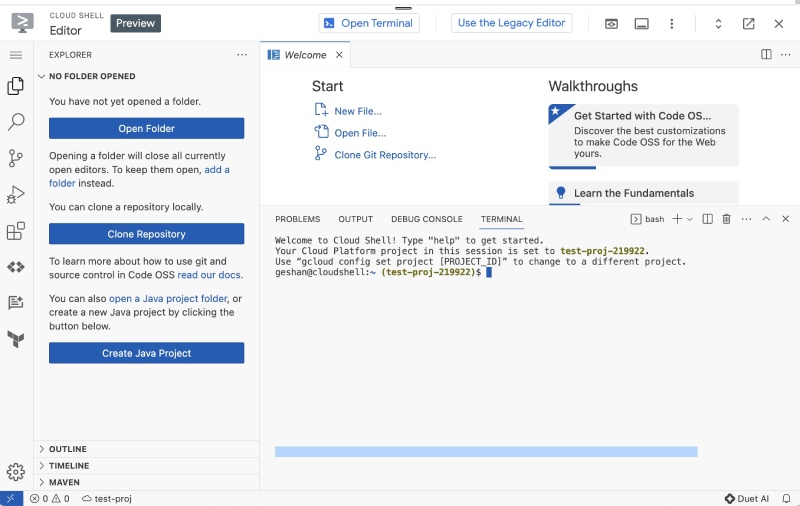 CLOUD SHELL
Editor
Preview
Open Terminal
Use the Legacy Editor
EXPLORER
NO FOLDER OPENED
You have not yet opened a folder.
Open Folder
Opening a folder will close all currently
open editors. To keep them open, add a
folder instead.
You can clone a repository locally.
Clone Repository
To learn more about how to use git and
source control in Code OSS read our docs.
You can also open a Java project folder, or
create a new Java project by clicking the
button below.
Create Java Project
OUTLINE
TIMELINE
MAVEN
Welcome
Start
New File...
Open File...
Clone Git Repository...
Walkthroughs
Get Started with Code OS...
Discover the best customizations
to make Code OSS for the Web
yours.
Learn the Fundamentals
PROBLEMS OUTPUT DEBUG CONSOLE TERMINAL
bash
Welcome to Cloud Shell! Type "help" to get started.
Your Cloud Platform project in this session is set to test-proj-219922.
Use “gcloud config set project [PROJECT_ID]” to change to a different project.
geshan@cloudshell:~ (test-proj-219922)$
0 0 test-proj
Duet AI